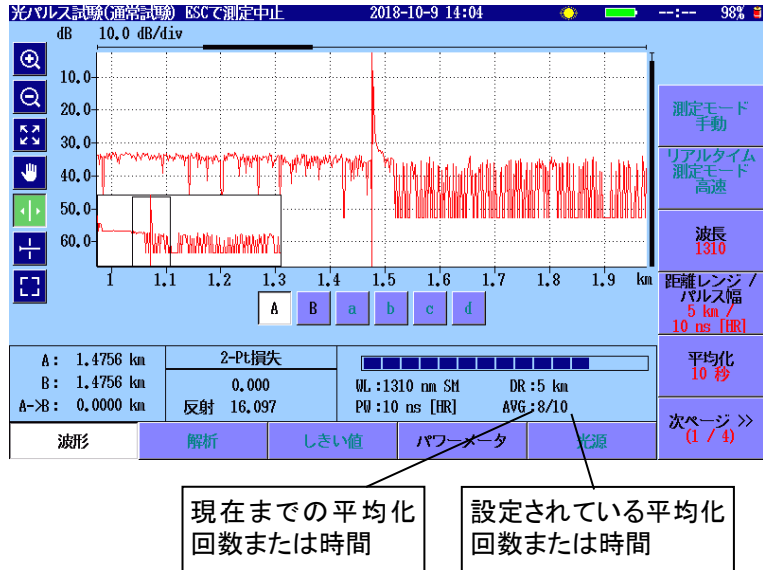 光パルス試験(通常試験) ESCで測定中止 2018-10-9 14:04 --:-- 98%
dB 10.0 dB/div
10.0
20.0
30.0
40.0
50.0
60.0
1 1.1 1.2 1.3 1.4 1.5 1.6 1.7 1.8 1.9 km
A B a b c d
測定モード
手動
リアルタイム
測定モード
高速
波長
1310
距離レンジ /
パルス幅
5 km /
10 ns [HR]
平均化
10 秒
次ページ >>
(1 / 4)
A: 1.4756 km
B: 1.4756 km
A->B: 0.0000 km
2-Pt損失
0.000
反射 16.097
WL :1310 nm SM DR :5 km
PW :10 ns [HR] AVG :8/10
波形 解析 しきい値 パワーメータ 光源
現在までの平均化
回数または時間
設定されている平均化
回数または時間